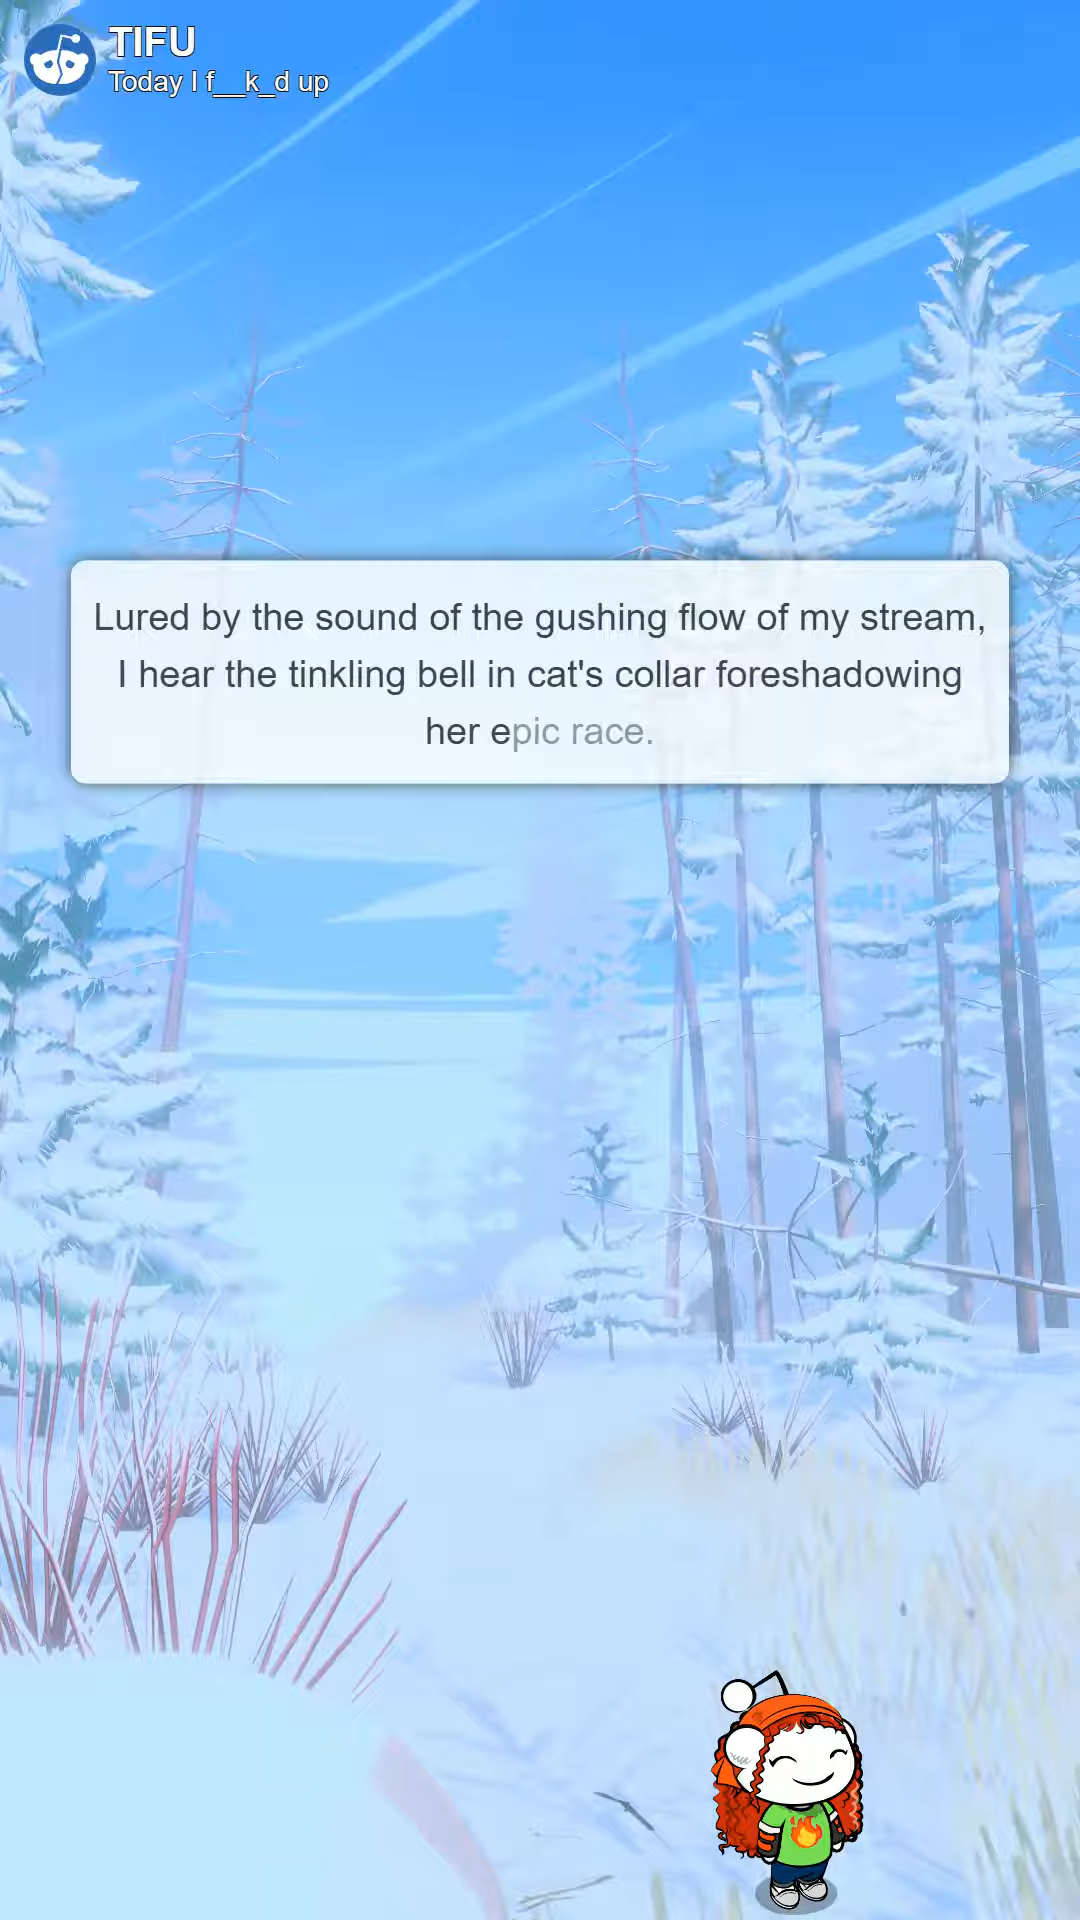 TIFU
Today I f__k_d up
Lured by the sound of the gushing flow of my stream,
I hear the tinkling bell in cat's collar foreshadowing
her epic race.